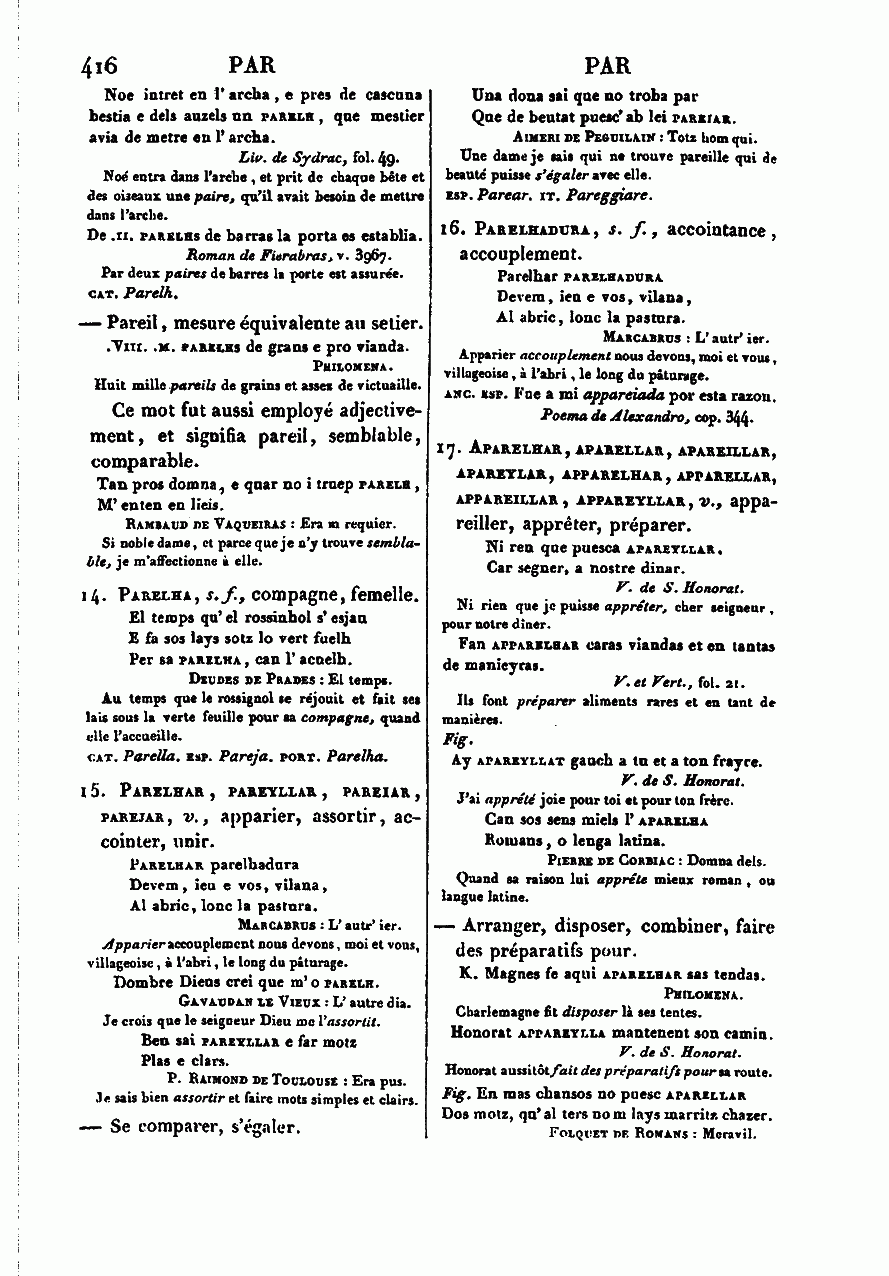 416 PAR PAR
Noe intret en l'archa, e pres de cascuna
bestia e dels auzels un PARELH, que mestier
avia de metre en l'archa.
Liv. de Sydrac, fol. 49.
Noé entra dans l'arche, et prit de chaque bête et
des oiseaux une paire, qu'il avait besoin de mettre
dans l'arche.
De .II. PARELHS de barras la porta es establia.
Roman de Fierabras, v. 3967.
Par deux paires de barres la porte est assurée.
CAT. Parelh.
— Pareil, mesure équivalente au setier.
.VIII. .M. PARELHS de grans e pro vianda.
PHILOMENA.
Huit mille pareils de grains et assez de victuaille.
Ce mot fut aussi employé adjective-
ment, et signifia pareil, semblable,
comparable.
Tan pros domna, e quar no i truep PARELH,
M'enten en lieis.
RAMBAUD DE VAQUEIRAS : Era m requier.
Si noble dame, et parce que je n'y trouve sembla-
ble, je m'affectionne à elle.
14. PARELHA, s. f., compagne, femelle.
El temps qu'el rossinhol s'esjau
E fa sos lays sotz lo vert fuelh
Per sa PARELHA, can l'acuelh.
DEUDES DE PRADES : El temps.
Au temps que le rossignol se réjouit et fait ses
lais sous la verte feuille pour sa compagne, quand
elle l'accueille.
CAT. Parella. ESP. Pareja. PORT. Parelha.
15. PARELHAR, PAREYLLAR, PAREIAR,
PAREJAR, v., apparier, assortir, ac-
cointer, unir.
PARELHAR parelhadura
Devem, ieu e vos, vilana,
Al abric, lonc la pastura.
MARCABRUS : L'autr'ier.
Apparier accouplement nous devons, moi et vous,
villageoise, à l'abri, le long du pâturage.
Dombre Dieus crei que m'o PARELH.
GAVAUDAN LE VIEUX : L'autre dia.
Je crois que le seigneur Dieu me l'assortit.
Ben sai PAREYLLAR e far motz
Plas e clars.
P. RAIMOND DE TOULOUSE : Era pus.
Je sais bien assortir et faire mots simples et clairs.
— Se comparer, s'égaler.
Una dona sai que no troba par
Que de beutat puesc'ab lei PAREIAR.
AIMERI DE PEGUILAIN : Totz hom qui.
Une dame je sais qui ne trouve pareille qui de
beauté puisse s'égaler avec elle.
ESP. Parear. IT. Pareggiare.
16. PARELHADURA, s. f., accointance,
accouplement.
Parelhar PARELHADURA
Devem, ieu e vos, vilana,
Al abric, lonc la pastura.
MARCABRUS : L'autr'ier.
Apparier accouplement nous devons, moi et vous,
villageoise, à l'abri, le long du pâturage.
ANC. ESP. Fue a mi appareiada por esta razon.
Poema de Alexandro, cop. 344.
17. APARELHAR, APARELLAR, APAREILLAR,
APAREYLAR, APPARELHAR, APPARELLAR,
APPAREILLAR, APPAREYLLAR, v., appa-
reiller, apprêter, préparer.
Ni ren que puesca APAREYLLAR,
Car segner, a nostre dinar.
V. de S. Honorat.
Ni rien que je puisse apprêter, cher seigneur,
pour notre dîner.
Fan APPARELHAR caras viandas et en tantas
de manieyras.
V. et Vert., fol. 21.
Ils font préparer aliments rares et en tant de
manières.
Fig.
Ay APAREYLLAT gauch a tu et a ton frayre.
V. de S. Honorat.
J'ai apprêté joie pour toi et pour ton frère.
Can sos sens miels l'APARELHA
Romans, o lenga latina.
PIERRE DE CORBIAC : Domna dels.
Quand sa raison lui apprête mieux roman, ou
langue latine.
— Arranger, disposer, combiner, faire
des préparatifs pour.
K. Magnes fe aqui APARELHAR sas tendas.
PHILOMENA.
Charlemagne fit disposer là ses tentes.
Honorat APPAREYLLA mantenent son camin.
V. de S. Honorat.
Honorat aussitôt fait des préparatifs pour sa route.
Fig. En mas chansos no puesc APARELLAR
Dos motz, qu'al ters no m lays marritz chazer.
FOLQUET DE ROMANS : Meravil.